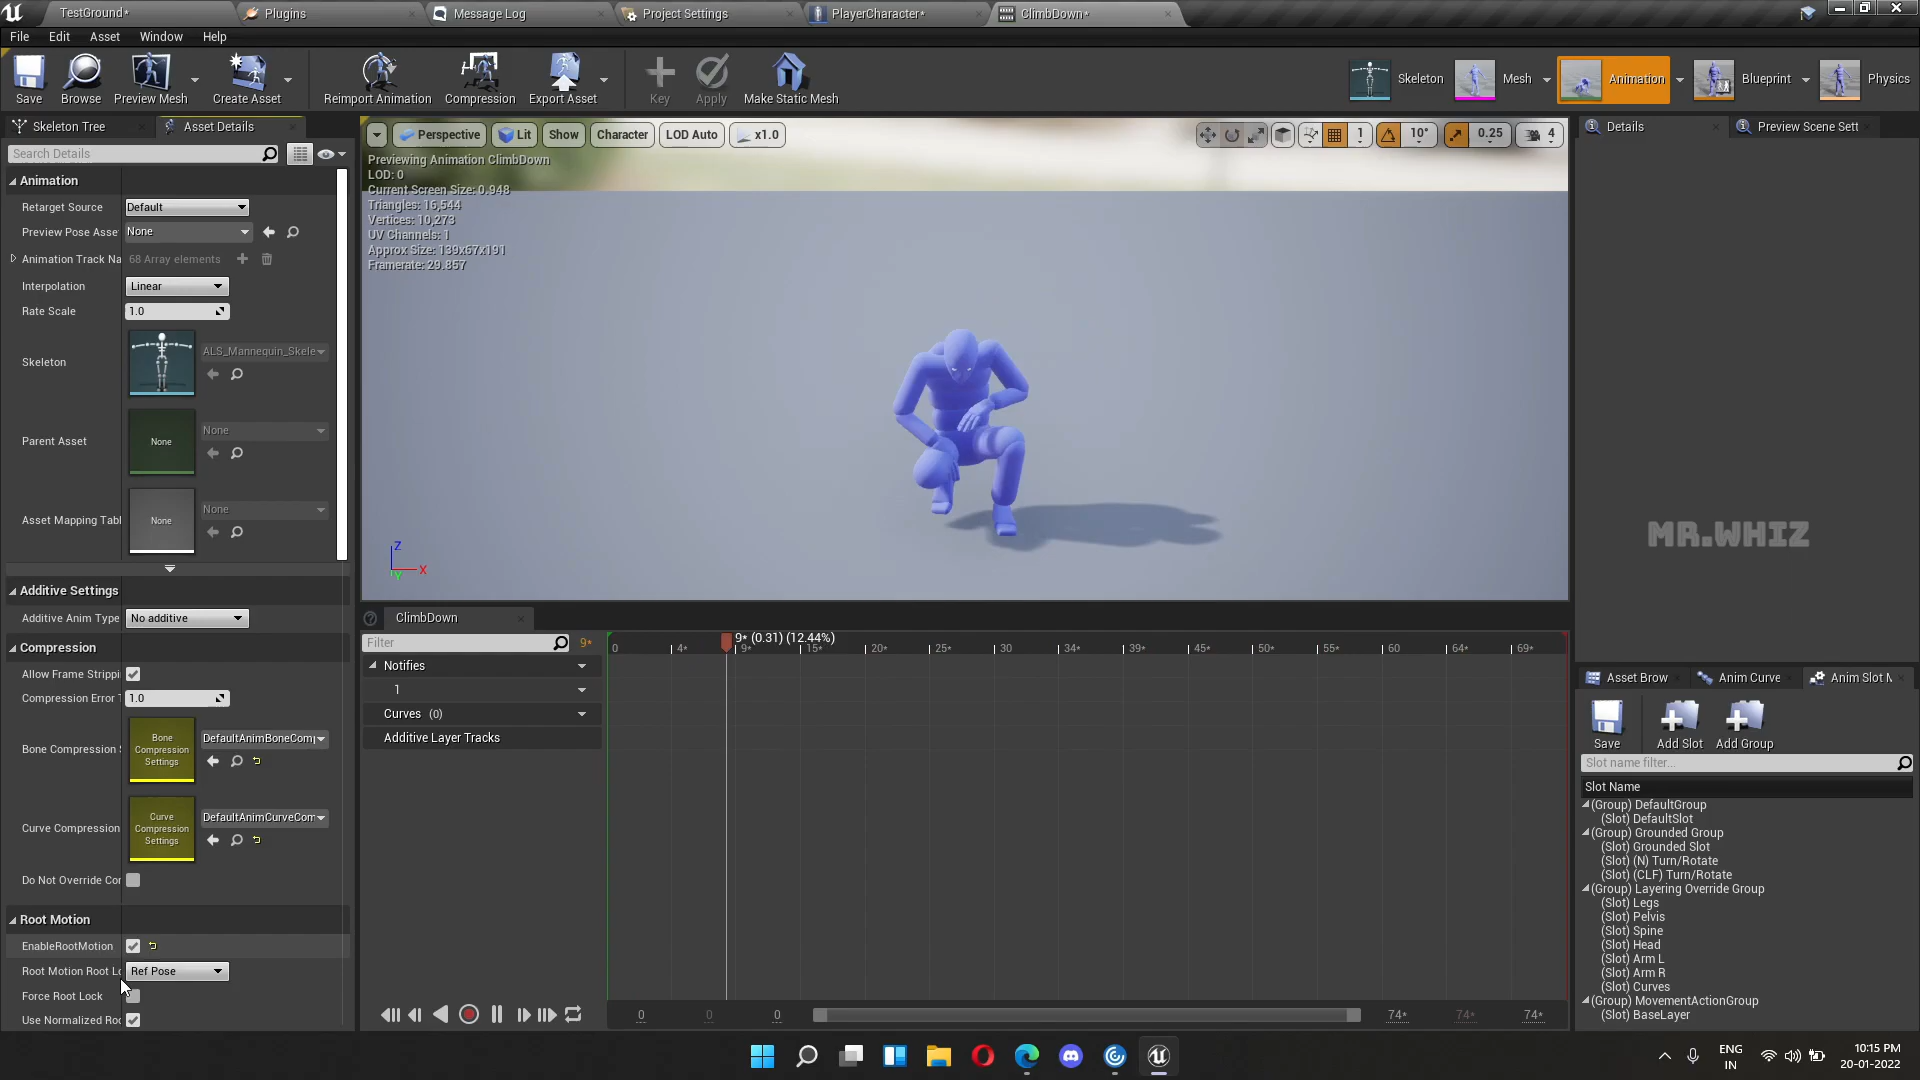 TestGround*
Plugins
Message Log
Project Settings
PlayerCharacter*
ClimbDown*
File
Edit
Asset
Window
Help
Save
Browse
Preview Mesh
Create Asset
Reimport Animation
Compression
Export Asset
Key
Apply
Make Static Mesh
Skeleton
Mesh
Animation
Blueprint
Physics
Skeleton Tree
Asset Details
Search Details
Animation
Retarget Source
Default
Preview Pose Asse
None
Animation Track Na
68 Array elements
Interpolation
Linear
Rate Scale
1.0
Skeleton
ALS_Mannequin_Skele
Parent Asset
None
None
Asset Mapping Tabl
None
None
Additive Settings
Additive Anim Type
No additive
Compression
Allow Frame Strippi
Compression Error T
1.0
Bone Compression S
Bone
Compression
Settings
DefaultAnimBoneComp
Curve Compression
Curve
Compression
Settings
DefaultAnimCurveCom
Do Not Override Cor
Root Motion
EnableRootMotion
Root Motion Root Lo
Ref Pose
Force Root Lock
Use Normalized Roo
Perspective
Lit
Show
Character
LOD Auto
x1.0
1
10°
0.25
4
Previewing Animation ClimbDown
LOD: 0
Current Screen Size: 0.948
Triangles: 16,544
Vertices: 10,273
UV Channels: 1
Approx Size: 139x67x191
Framerate: 29.857
Z
X
Y
ClimbDown
Filter
9*
9* (0.31) (12.44%)
0
4*
9*
15*
20*
25*
30
34*
39*
45*
50*
55*
60
64*
69*
Notifies
1
Curves (0)
Additive Layer Tracks
0
0
0
74*
74*
74*
Details
Preview Scene Sett
MR.WHIZ
Asset Brow
Anim Curve
Anim Slot M
Save
Add Slot
Add Group
Slot name filter...
Slot Name
(Group) DefaultGroup
(Slot) DefaultSlot
(Group) Grounded Group
(Slot) Grounded Slot
(Slot) (N) Turn/Rotate
(Slot) (CLF) Turn/Rotate
(Group) Layering Override Group
(Slot) Legs
(Slot) Pelvis
(Slot) Spine
(Slot) Head
(Slot) Arm L
(Slot) Arm R
(Slot) Curves
(Group) MovementActionGroup
(Slot) BaseLayer
ENG
IN
10:15 PM
20-01-2022